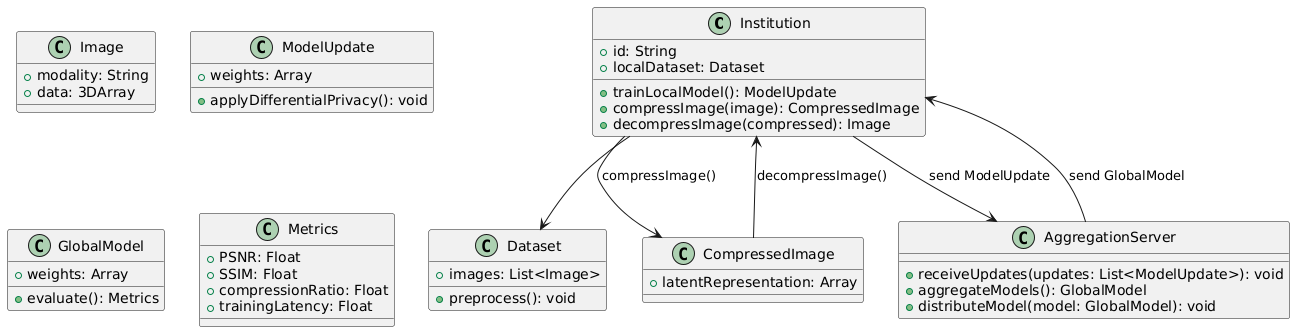 C Image
+modality: String
+data: 3DArray
C ModelUpdate
+weights: Array
+applyDifferentialPrivacy(): void
C Institution
+id: String
+localDataset: Dataset
+trainLocalModel(): ModelUpdate
+compressImage(image): CompressedImage
+decompressImage(compressed): Image
compressImage()
decompressImage()
send ModelUpdate
send GlobalModel
C GlobalModel
+weights: Array
+evaluate(): Metrics
C Metrics
+PSNR: Float
+SSIM: Float
+compressionRatio: Float
+trainingLatency: Float
C Dataset
+images: List<Image>
+preprocess(): void
C CompressedImage
+latentRepresentation: Array
C AggregationServer
+receiveUpdates(updates: List<ModelUpdate>): void
+aggregateModels(): GlobalModel
+distributeModel(model: GlobalModel): void